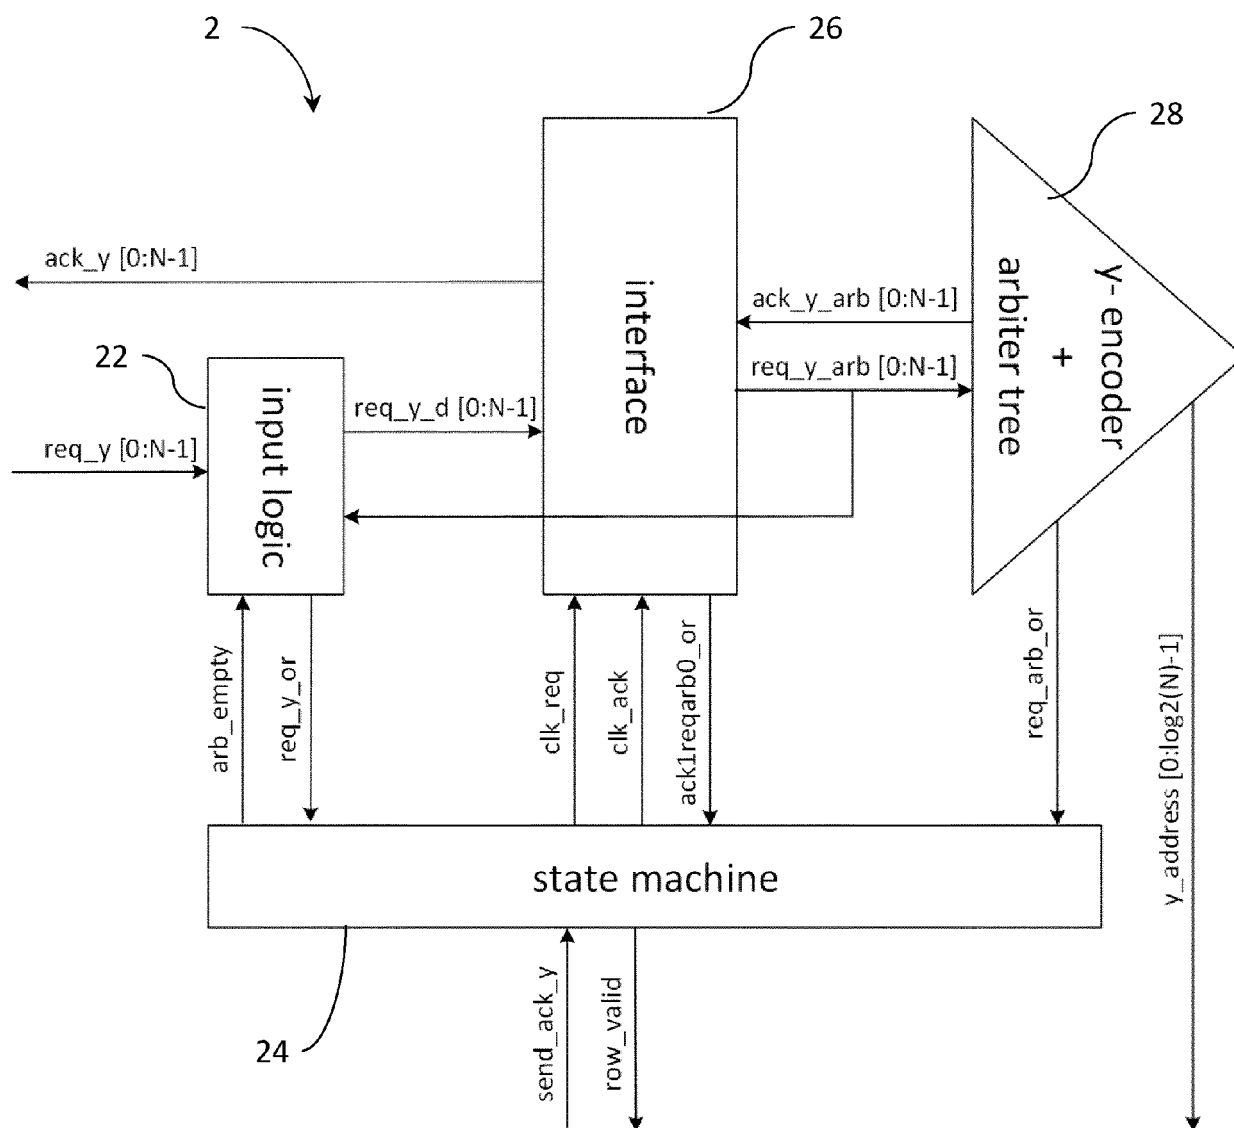 2
26
28
ack_y [0:N-1]
interface
ack_y_arb [0:N-1]
y- encoder
+
arbiter tree
22
req_y_arb [0:N-1]
req_y_d [0:N-1]
input logic
req_y [0:N-1]
arb_empty
req_y_or
clk_req
clk_ack
ack1reqarb0_or
req_arb_or
y_address [0:log2(N)-1]
state machine
24
send_ack_y
row_valid